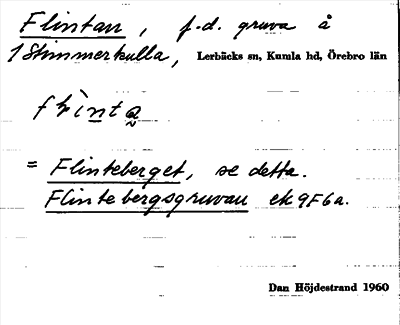 Flintan, f.d. gruva å
1 Stimmerkulla, Lerbäcks sn, Kumla hd, Örebro län
= Flinteberget, se detta.
Flintebergsgruvan ek 9F6a.
Dan Höjdestrand 1960